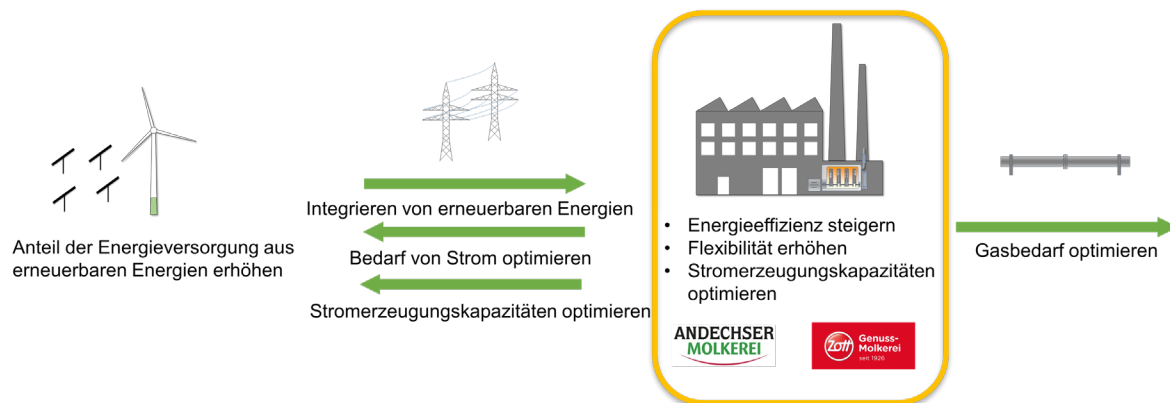 Anteil der Energieversorgung aus
erneuerbaren Energien erhöhen
Integrieren von erneuerbaren Energien
Bedarf von Strom optimieren
Stromerzeugungskapazitäten optimieren
• Energieeffizienz steigern
• Flexibilität erhöhen
• Stromerzeugungskapazitäten
optimieren
ANDECHSER
MOLKEREI
Zott
Genuss-
Molkerei
seit 1926
Gasbedarf optimieren